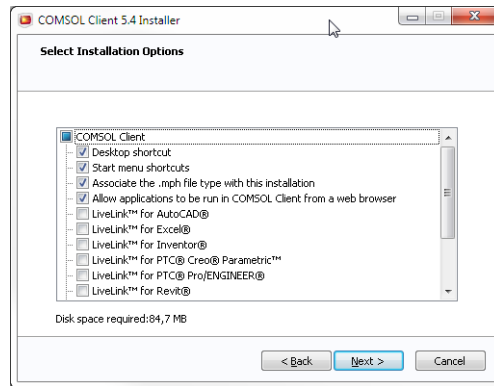 COMSOL Client 5.4 Installer
Select Installation Options
COMSOL Client
Desktop shortcut
Start menu shortcuts
Associate the .mph file type with this installation
Allow applications to be run in COMSOL Client from a web browser
LiveLink™ for AutoCAD®
LiveLink™ for Excel®
LiveLink™ for Inventor®
LiveLink™ for PTC® Creo® Parametric™
LiveLink™ for PTC® Pro/ENGINEER®
LiveLink™ for Revit®
Disk space required:84,7 MB
< Back Next > Cancel